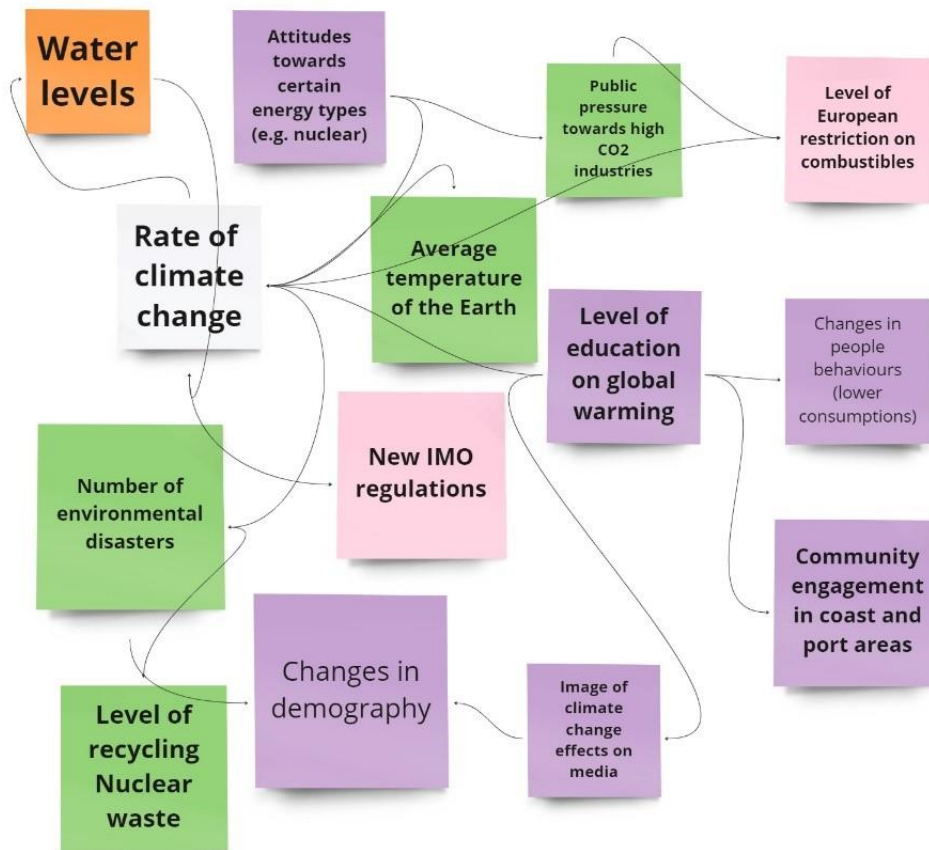 Water
levels
Attitudes
towards
certain
energy types
(e.g. nuclear)
Public
pressure
towards high
CO2
industries
Level of
European
restriction on
combustibles
Rate of
climate
change
Average
temperature
of the Earth
Level of
education
on global
warming
Changes in
people
behaviours
(lower
consumptions)
Number of
environmental
disasters
New IMO
regulations
Community
engagement
in coast and
port areas
Changes in
demography
Image of
climate
change
effects on
media
Level of
recycling
Nuclear
waste